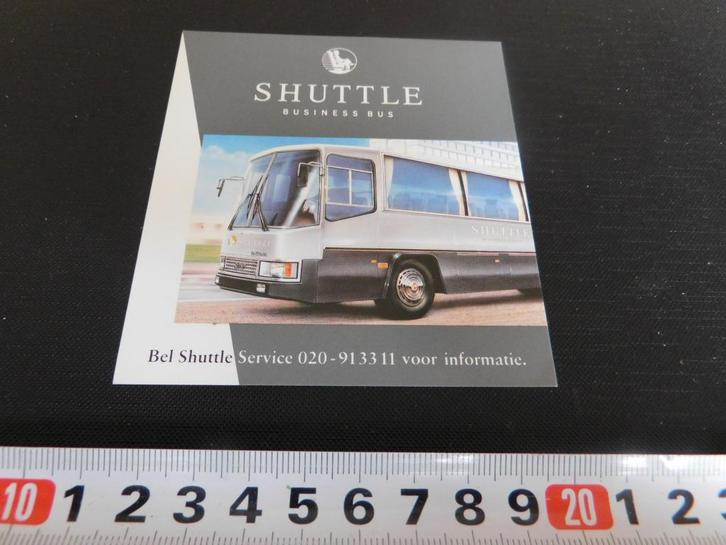 SHUTTLE
BUSINESS BUS
SHUTTLE
Bel Shuttle Service 020-913311 voor informatie.
10 1 2 3 4 5 6 7 8 9 20 1 2 3